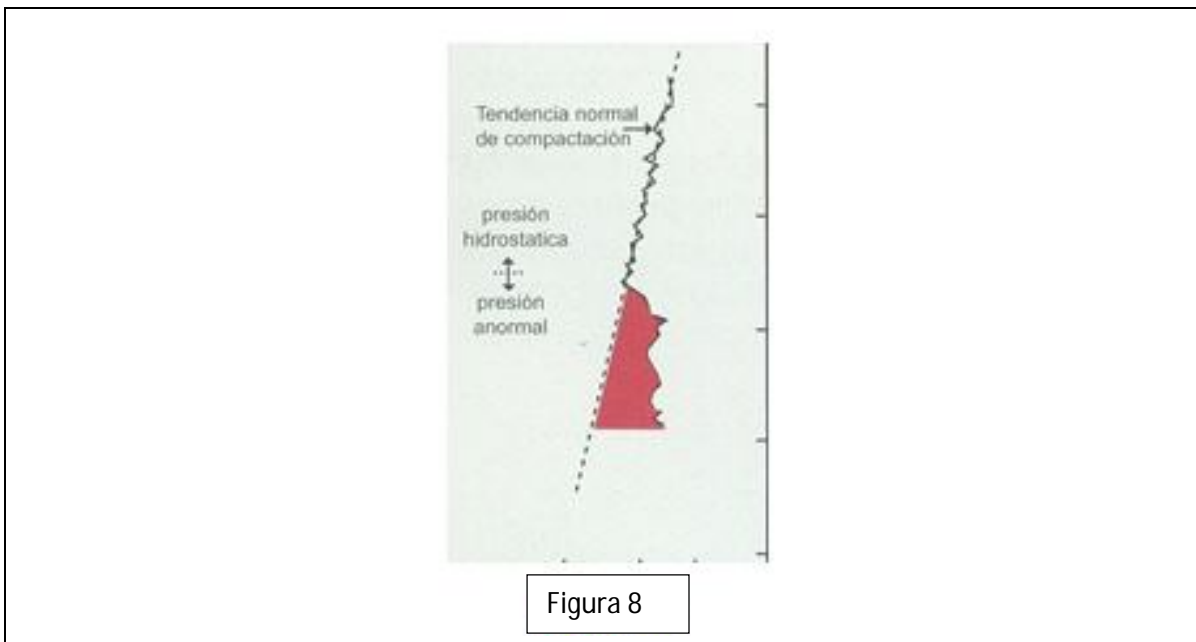 Tendencia normal
de compactación
presión
hidrostatica
presión
anormal
Figura 8